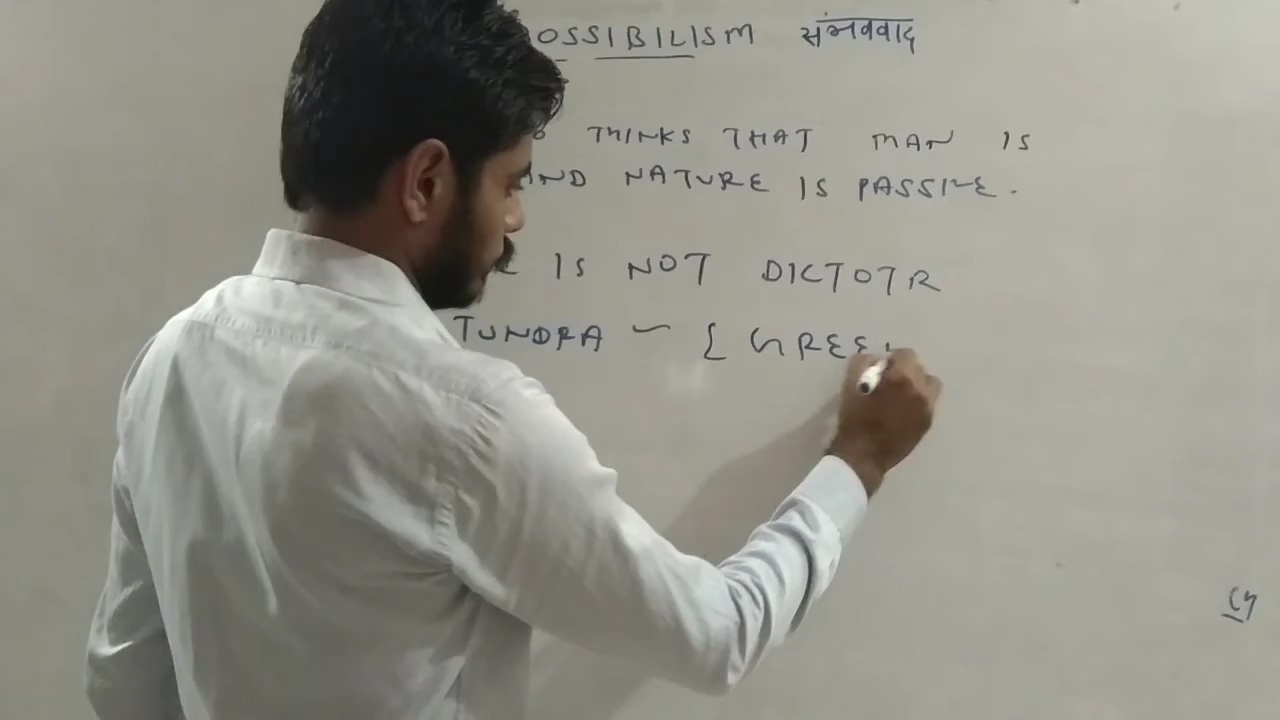 OSSIBILISM संभववाद
THINKS THAT MAN IS
AND NATURE IS PASSIVE.
IS NOT DICTOTR
TUNDRA - [ GREE